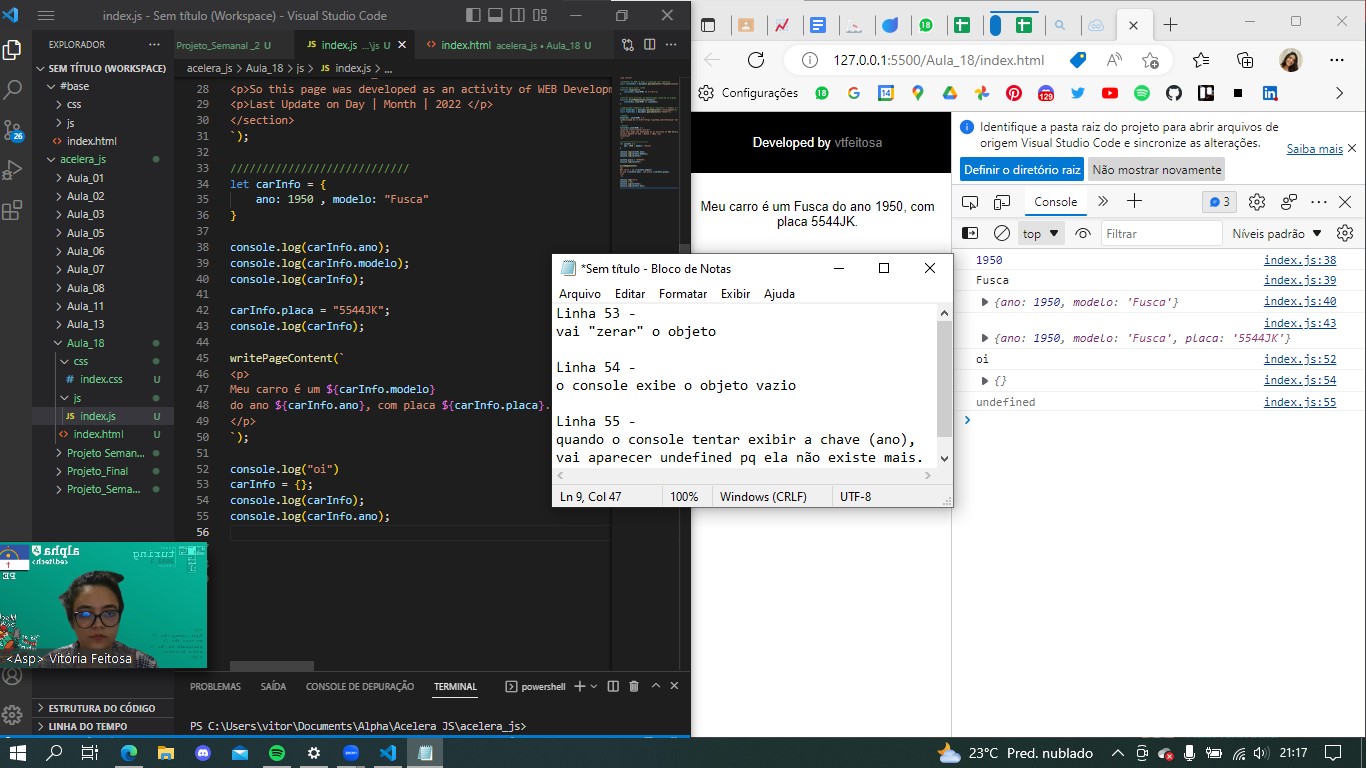 index.js - Sem título (Workspace) - Visual Studio Code
EXPLORADOR
SEM TÍTULO (WORKSPACE)
#base
css
js
index.html
acelera_js
Aula_01
Aula_02
Aula_03
Aula_05
Aula_06
Aula_07
Aula_08
Aula_11
Aula_13
Aula_18
css
index.css U
js
index.js U
index.html U
Projeto Seman...
Projeto_Final
Projeto_Sema...
ESTRUTURA DO CÓDIGO
LINHA DO TEMPO
26
Projeto_Semanal _2 U
JS index.js ...\js U
index.html acelera_js • Aula_18 U
acelera_js > Aula_18 > js > JS index.js > ...
28 <p>So this page was developed as an activity of WEB Developm
29 <p>Last Update on Day | Month | 2022 </p>
30 </section>
31 `);
32
33 ////////////////////////////
34 let carInfo = {
35 ano: 1950 , modelo: "Fusca"
36 }
37
38 console.log(carInfo.ano);
39 console.log(carInfo.modelo);
40 console.log(carInfo);
41
42 carInfo.placa = "5544JK";
43 console.log(carInfo);
44
45 writePageContent(`
46 <p>
47 Meu carro é um ${carInfo.modelo}
48 do ano ${carInfo.ano}, com placa ${carInfo.placa}.
49 </p>
50 `);
51
52 console.log("oi")
53 carInfo = {};
54 console.log(carInfo);
55 console.log(carInfo.ano);
56
PROBLEMAS SAÍDA CONSOLE DE DEPURAÇÃO TERMINAL powershell
PS C:\Users\vitor\Documents\Alpha\Acelera JS\acelera_js>
alpha
<edtech>
turing
PE
<Asp> Vitória Feitosa
127.0.0.1:5500/Aula_18/index.html
Configurações
129
Developed by vtfeitosa
Meu carro é um Fusca do ano 1950, com
placa 5544JK.
Identifique a pasta raiz do projeto para abrir arquivos de
origem Visual Studio Code e sincronize as alterações.
Saiba mais
Definir o diretório raiz Não mostrar novamente
Console 3
top Filtrar Níveis padrão
1950 index.js:38
Fusca index.js:39
{ano: 1950, modelo: 'Fusca'} index.js:40
index.js:43
{ano: 1950, modelo: 'Fusca', placa: '5544JK'}
oi index.js:52
{} index.js:54
undefined index.js:55
*Sem título - Bloco de Notas
Arquivo Editar Formatar Exibir Ajuda
Linha 53 -
vai "zerar" o objeto
Linha 54 -
o console exibe o objeto vazio
Linha 55 -
quando o console tentar exibir a chave (ano),
vai aparecer undefined pq ela não existe mais.
Ln 9, Col 47 100% Windows (CRLF) UTF-8
23°C Pred. nublado 21:17